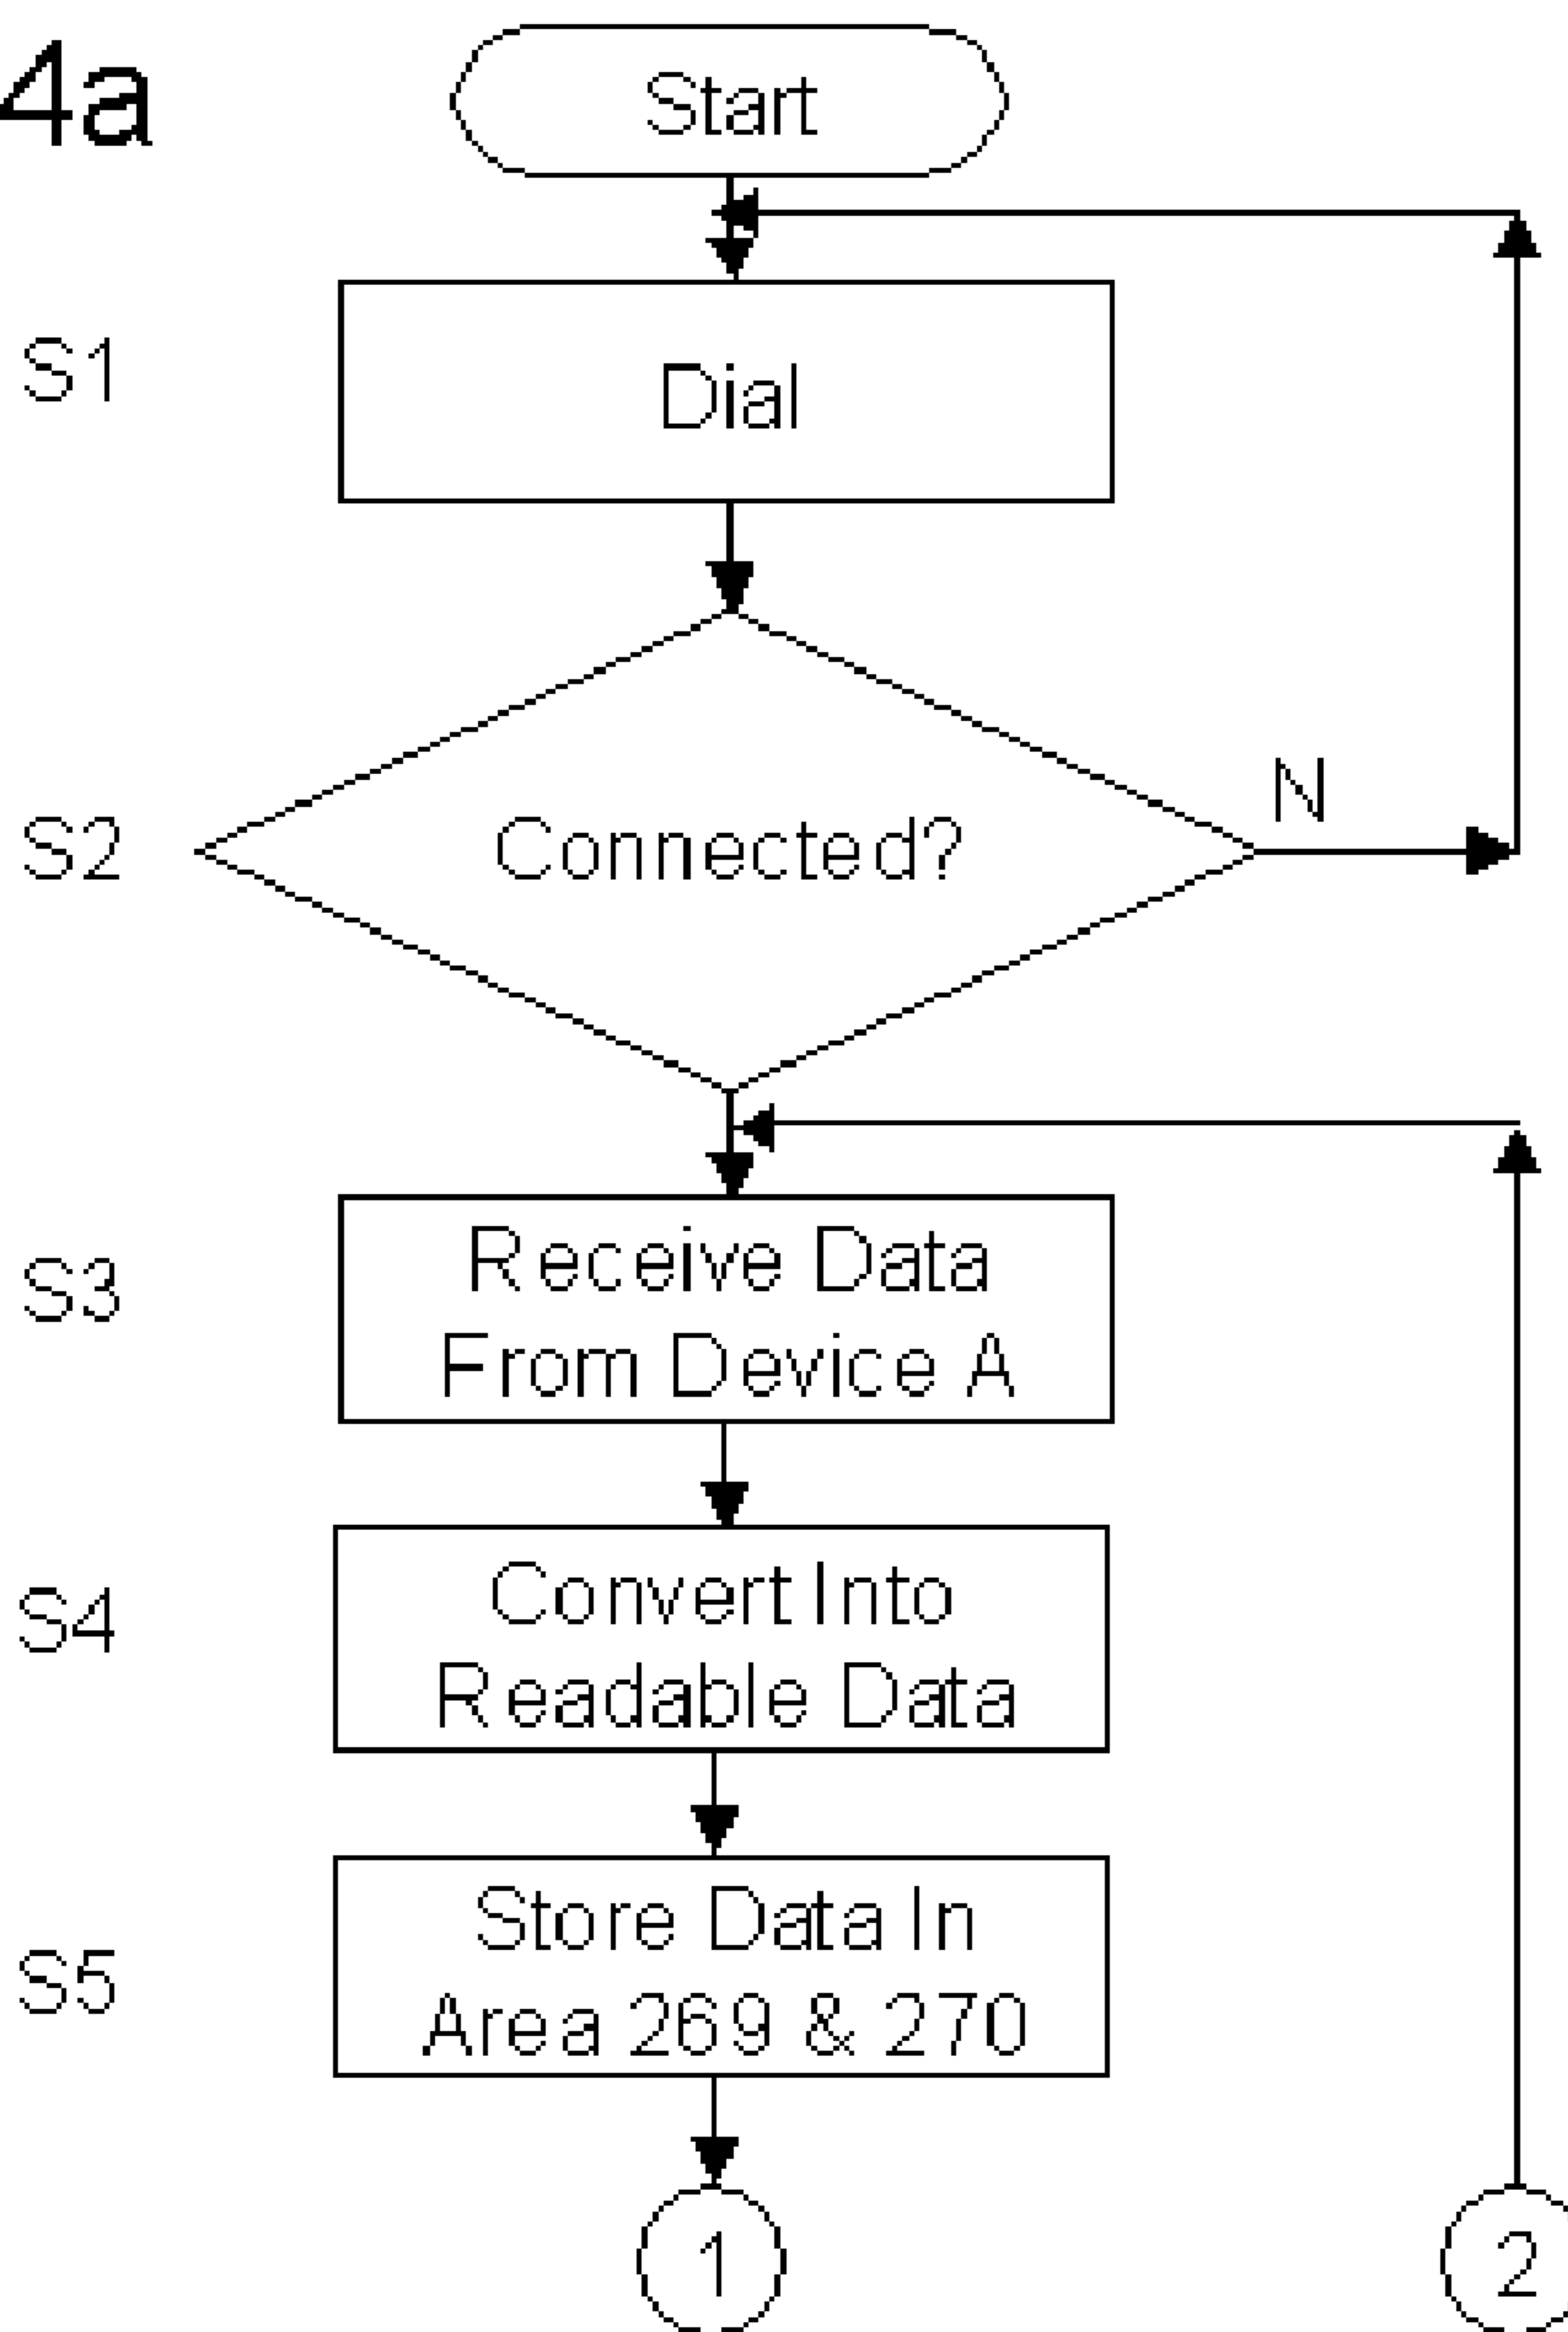 4a
Start
S1
Dial
N
S2
Connected?
S3
Receive Data
From Device A
S4
Convert Into
Readable Data
S5
Store Data In
Area 269 & 270
1
2